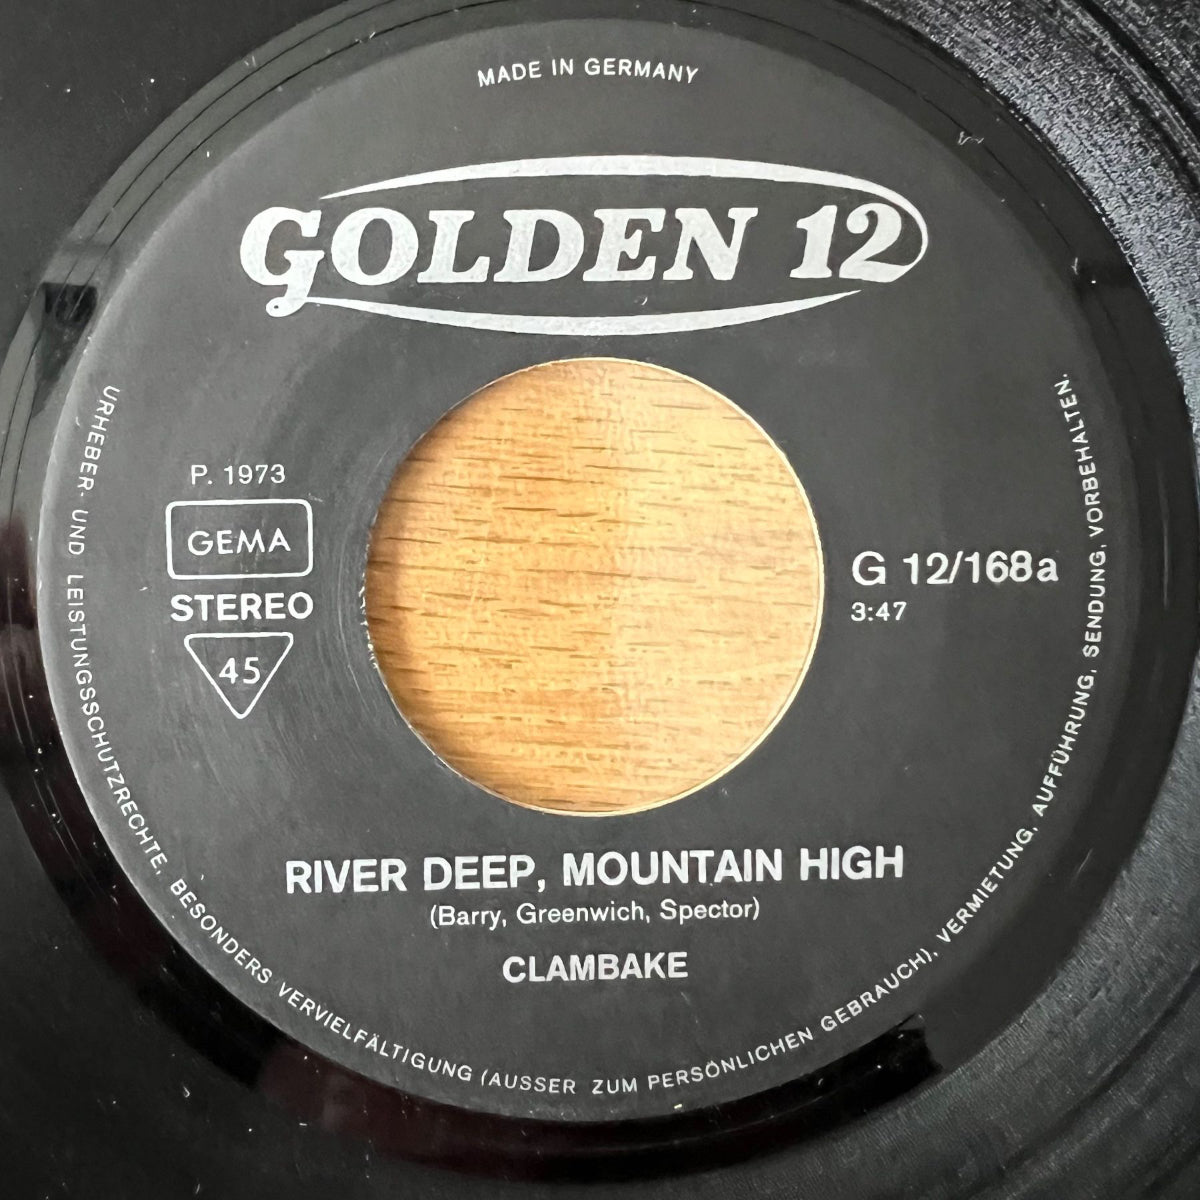 MADE IN GERMANY
GOLDEN 12
P. 1973
GEMA
STEREO
45
G 12/168a
3:47
RIVER DEEP, MOUNTAIN HIGH
(Barry, Greenwich, Spector)
CLAMBAKE
URHEBER- UND LEISTUNGSSCHUTZRECHTE, BESONDERS VERVIELFÄLTIGUNG (AUSSER ZUM PERSÖNLICHEN GEBRAUCH), VERMIETUNG, AUFFÜHRUNG, SENDUNG, VORBEHALTEN.